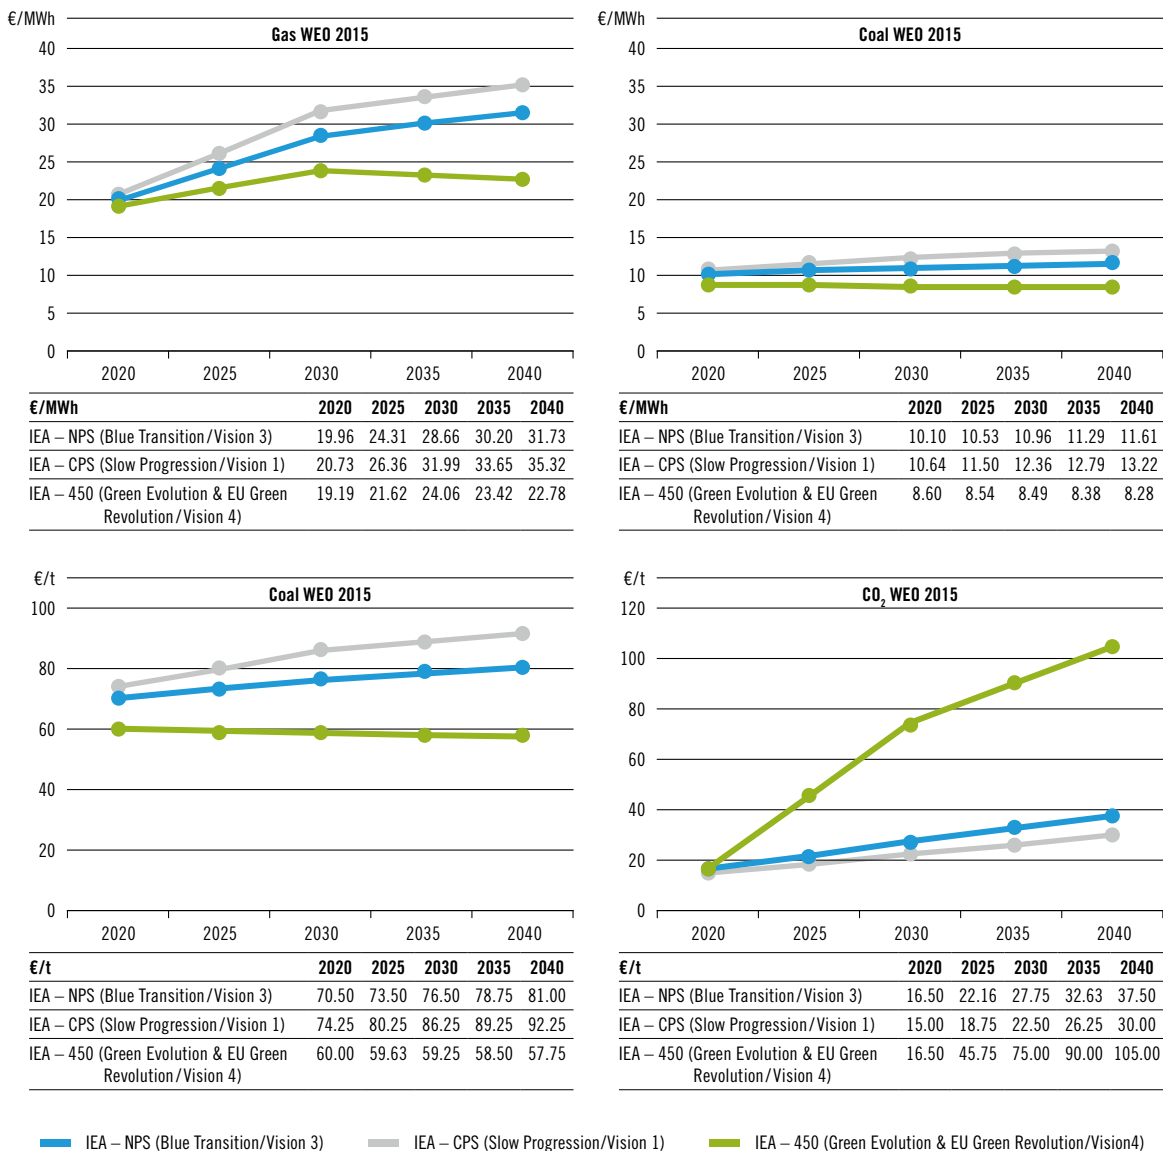 €/MWh
Gas WEO 2015
40
35
30
25
20
15
10
5
0
2020 2025 2030 2035 2040
€/MWh 2020 2025 2030 2035 2040
IEA – NPS (Blue Transition/Vision 3) 19.96 24.31 28.66 30.20 31.73
IEA – CPS (Slow Progression/Vision 1) 20.73 26.36 31.99 33.65 35.32
IEA – 450 (Green Evolution & EU Green 19.19 21.62 24.06 23.42 22.78
Revolution/Vision 4)
€/MWh
Coal WEO 2015
40
35
30
25
20
15
10
5
0
2020 2025 2030 2035 2040
€/MWh 2020 2025 2030 2035 2040
IEA – NPS (Blue Transition/Vision 3) 10.10 10.53 10.96 11.29 11.61
IEA – CPS (Slow Progression/Vision 1) 10.64 11.50 12.36 12.79 13.22
IEA – 450 (Green Evolution & EU Green 8.60 8.54 8.49 8.38 8.28
Revolution/Vision 4)
€/t
Coal WEO 2015
100
80
60
40
20
0
2020 2025 2030 2035 2040
€/t 2020 2025 2030 2035 2040
IEA – NPS (Blue Transition/Vision 3) 70.50 73.50 76.50 78.75 81.00
IEA – CPS (Slow Progression/Vision 1) 74.25 80.25 86.25 89.25 92.25
IEA – 450 (Green Evolution & EU Green 60.00 59.63 59.25 58.50 57.75
Revolution/Vision 4)
€/t
CO₂ WEO 2015
120
100
80
60
40
20
0
2020 2025 2030 2035 2040
€/t 2020 2025 2030 2035 2040
IEA – NPS (Blue Transition/Vision 3) 16.50 22.16 27.75 32.63 37.50
IEA – CPS (Slow Progression/Vision 1) 15.00 18.75 22.50 26.25 30.00
IEA – 450 (Green Evolution & EU Green 16.50 45.75 75.00 90.00 105.00
Revolution/Vision 4)
IEA – NPS (Blue Transition/Vision 3) IEA – CPS (Slow Progression/Vision 1) IEA – 450 (Green Evolution & EU Green Revolution/Vision4)